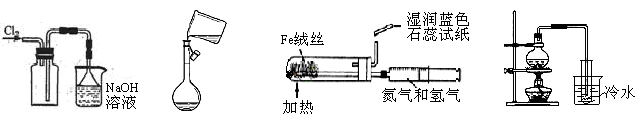 Cl₂
NaOH
溶液
Fe绒丝
加热
湿润蓝色
石蕊试纸
氮气和氢气
冷水